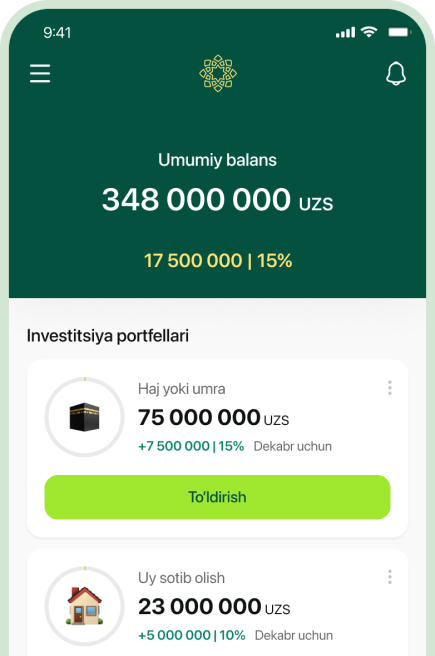 9:41
Umumiy balans
348 000 000 UZS
17 500 000 | 15%
Investitsiya portfellari
Haj yoki umra
75 000 000 UZS
+7 500 000 | 15% Dekabr uchun
To‘ldirish
Uy sotib olish
23 000 000 UZS
+5 000 000 | 10% Dekabr uchun